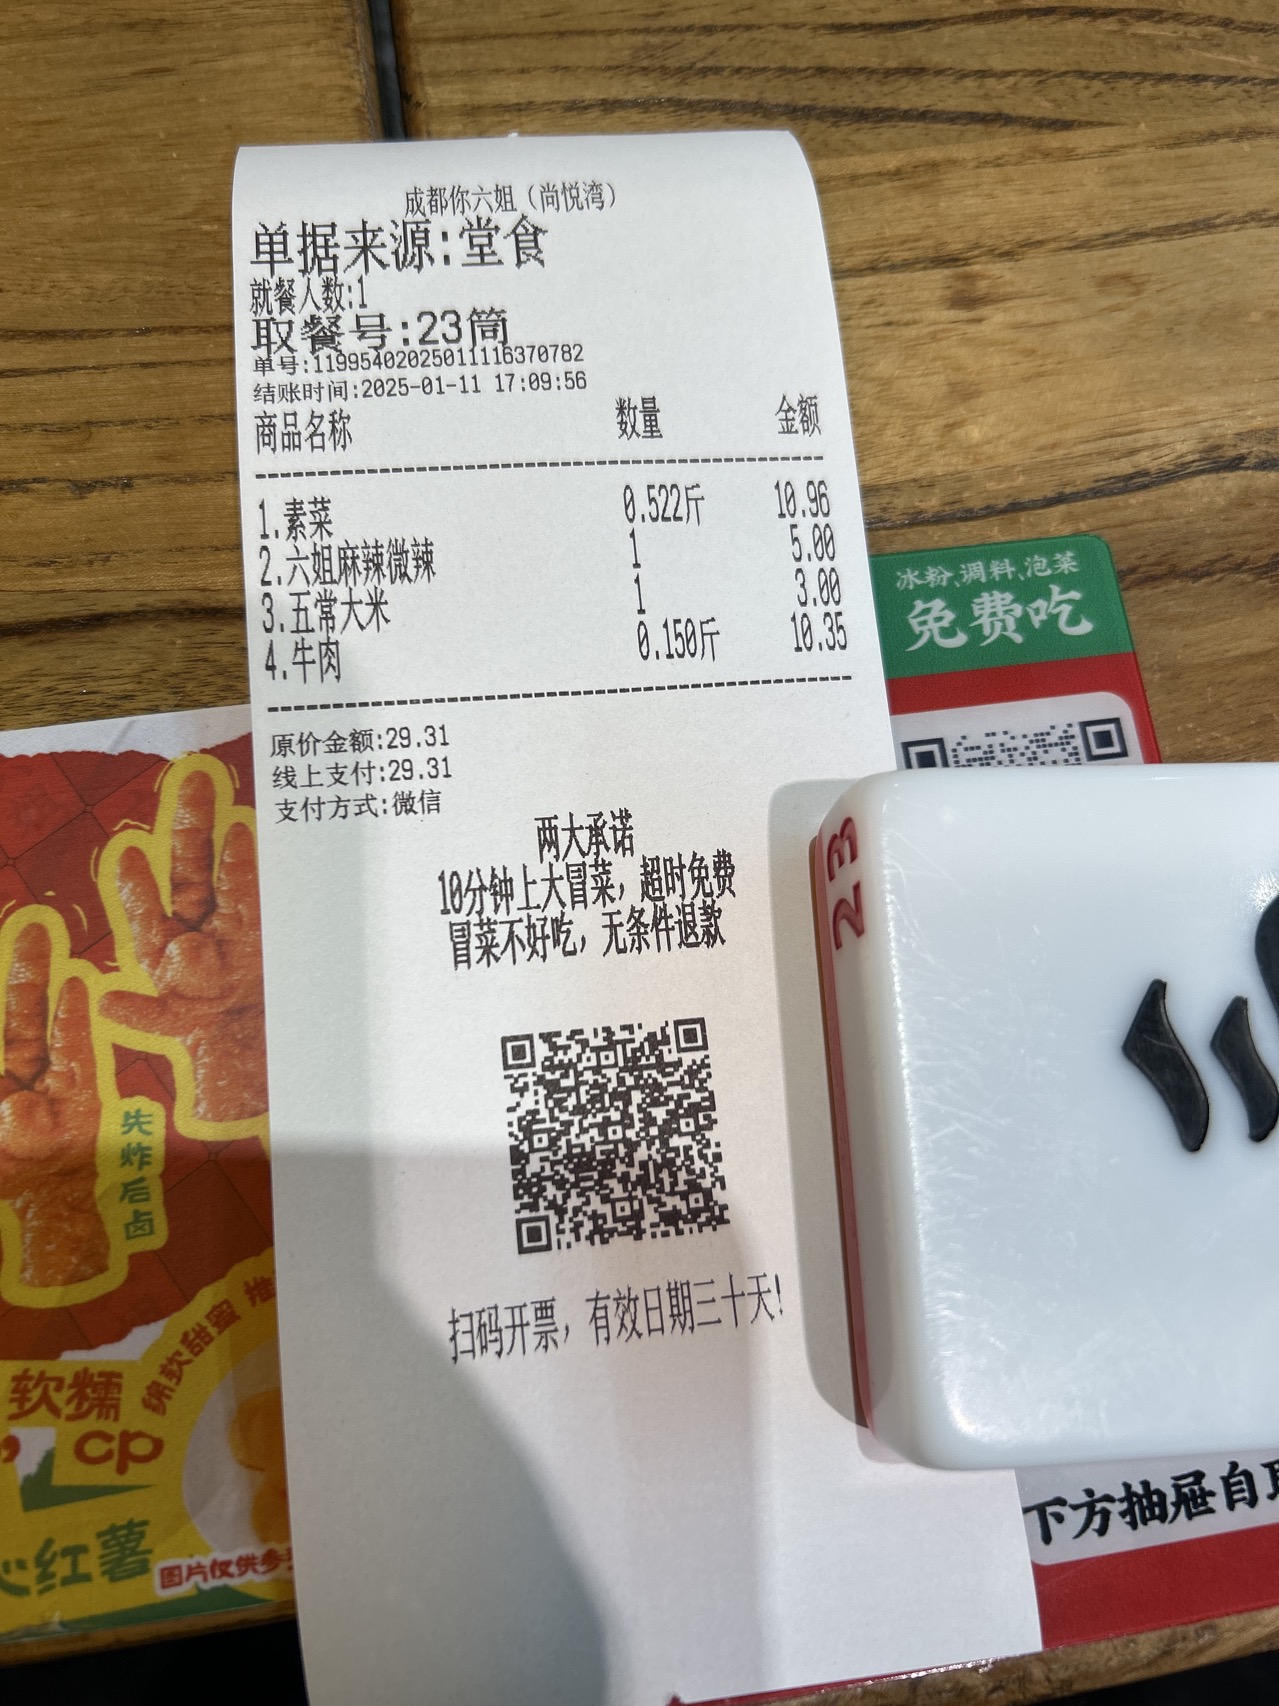 成都你六姐（尚悦湾）
单据来源:堂食
就餐人数:1
取餐号:23筒
单号:11995402025011116370782
结账时间:2025-01-11 17:09:56
商品名称 数量 金额
1.素菜 0.522斤 10.96
2.六姐麻辣微辣 1 5.00
3.五常大米 1 3.00
4.牛肉 0.150斤 10.35
原价金额:29.31
线上支付:29.31
支付方式:微信
两大承诺
10分钟上大冒菜，超时免费
冒菜不好吃，无条件退款
扫码开票，有效日期三十天!
冰粉、调料、泡菜
免费吃
23
下方抽屉自取
先炸后卤
绵软甜蜜
软糯
cp
心红薯
图片仅供参